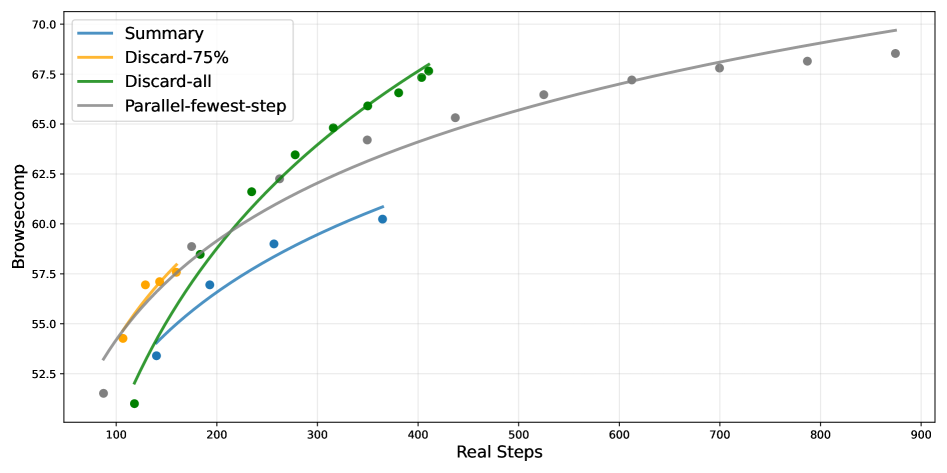 70.0
67.5
65.0
62.5
60.0
57.5
55.0
52.5
Browsecomp
Summary
Discard-75%
Discard-all
Parallel-fewest-step
100 200 300 400 500 600 700 800 900
Real Steps